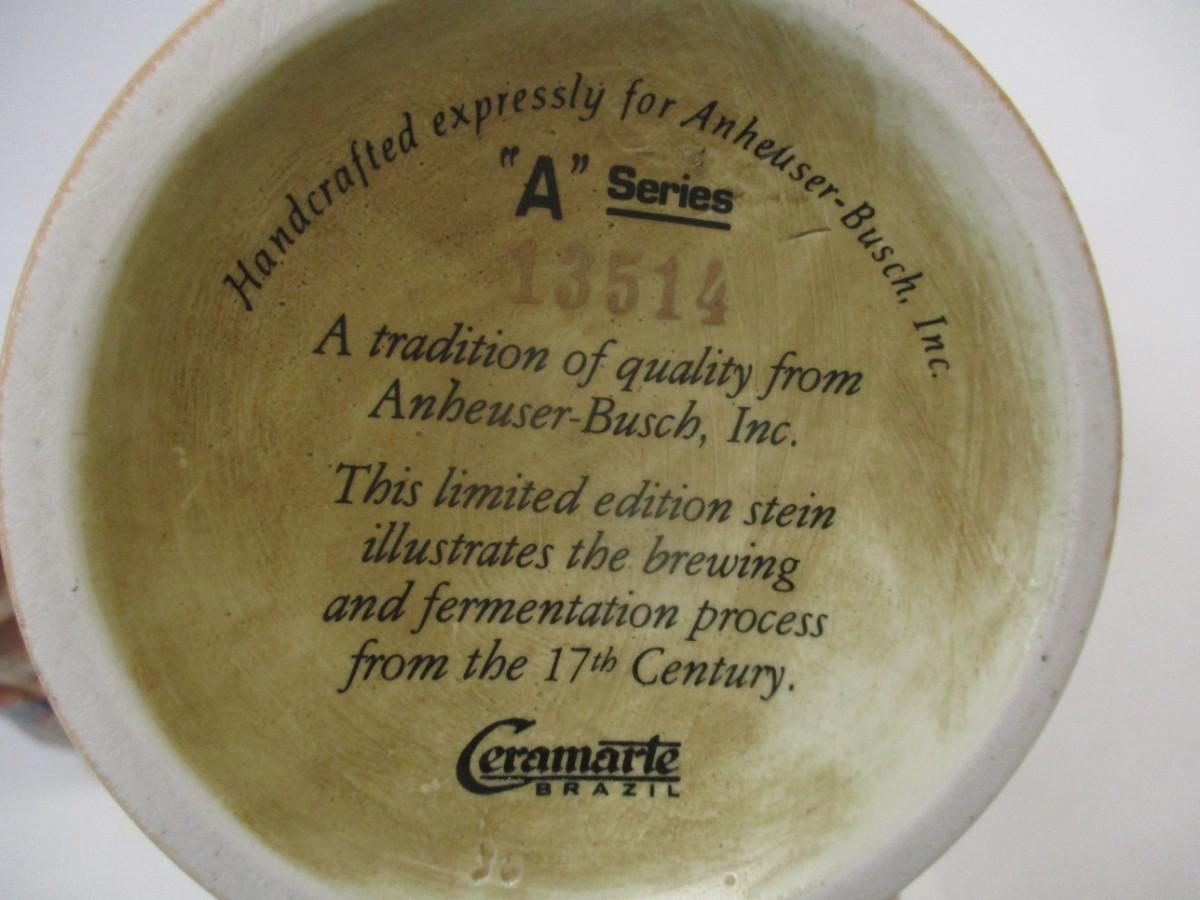 Handcrafted expressly for Anheuser-Busch, Inc.
"A" Series
13514
A tradition of quality from
Anheuser-Busch, Inc.
This limited edition stein
illustrates the brewing
and fermentation process
from the 17th Century.
Ceramarte
BRAZIL